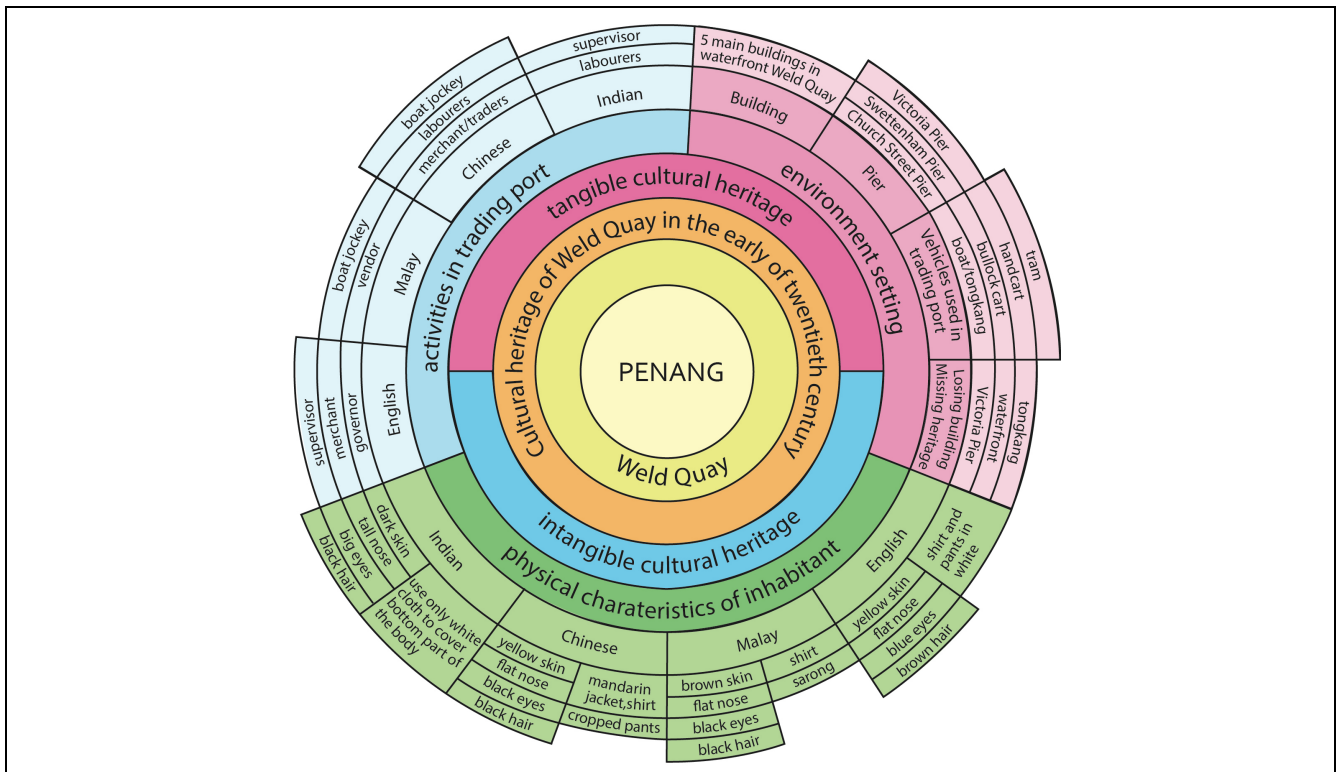 PENANG
Weld Quay
Cultural heritage of Weld Quay in the early of twentieth century
tangible cultural heritage
intangible cultural heritage
activities in trading port
environment setting
physical charateristics of inhabitant
Indian
labourers
supervisor
Chinese
merchant/traders
labourers
boat jockey
Malay
vendor
boat jockey
English
governor
merchant
supervisor
Building
5 main buildings in
waterfront Weld Quay
Pier
Church Street Pier
Swettenham Pier
Victoria Pier
Vehicles used in
trading port
boat/tongkang
bullock cart
handcart
tram
Losing building
Missing heritage
Victoria Pier
waterfront
tongkang
English
shirt and
pants in
white
yellow skin
flat nose
blue eyes
brown hair
Malay
shirt
sarong
brown skin
flat nose
black eyes
black hair
Chinese
mandarin
jacket,shirt
cropped pants
yellow skin
flat nose
black eyes
black hair
Indian
use only white
cloth to cover
bottom part of
the body
dark skin
tall nose
big eyes
black hair